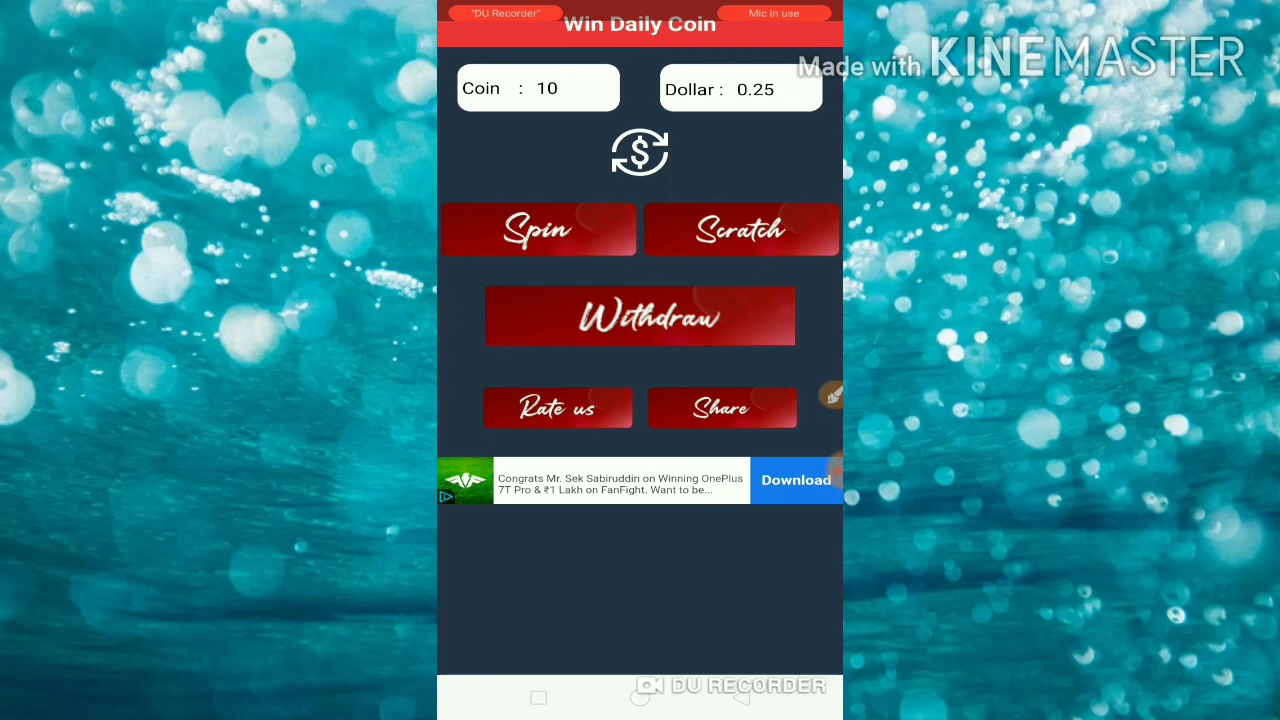 "DU Recorder"
Mic in use
Win Daily Coin
Made with KINEMASTER
Coin : 10
Dollar : 0.25
$
Spin
Scratch
Withdraw
Rate us
Share
Congrats Mr. Sek Sabiruddin on Winning OnePlus
7T Pro & ₹1 Lakh on FanFight. Want to be...
Download
DU RECORDER